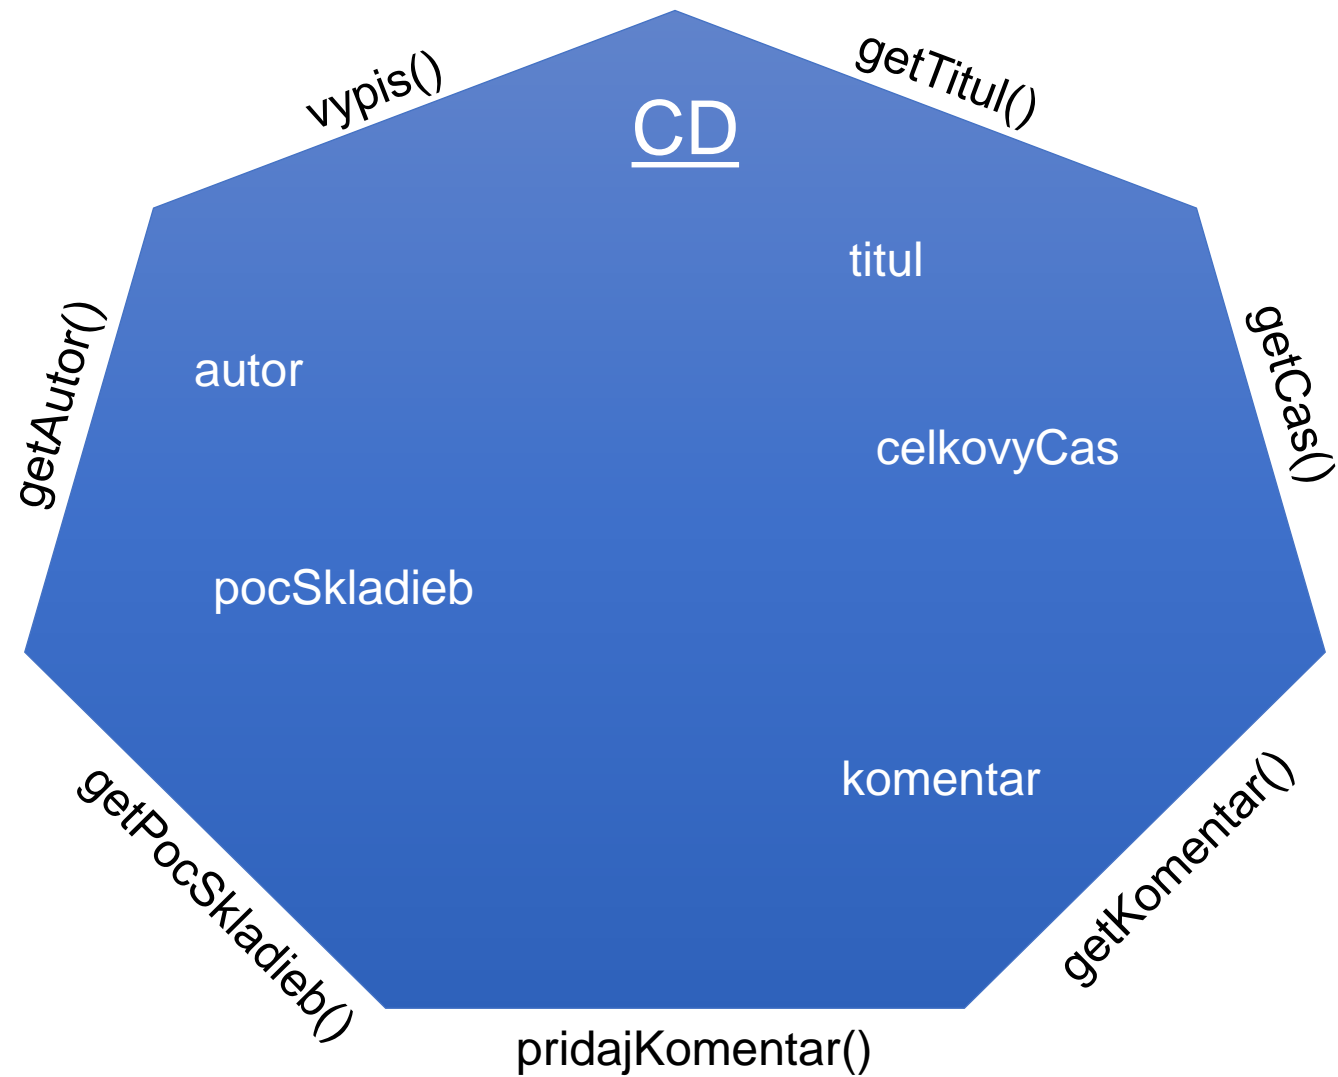 vypis()
getTitul()
CD
titul
getAutor()
autor
getCas()
celkovyCas
pocSkladieb
komentar
getPocSkladieb()
getKomentar()
pridajKomentar()